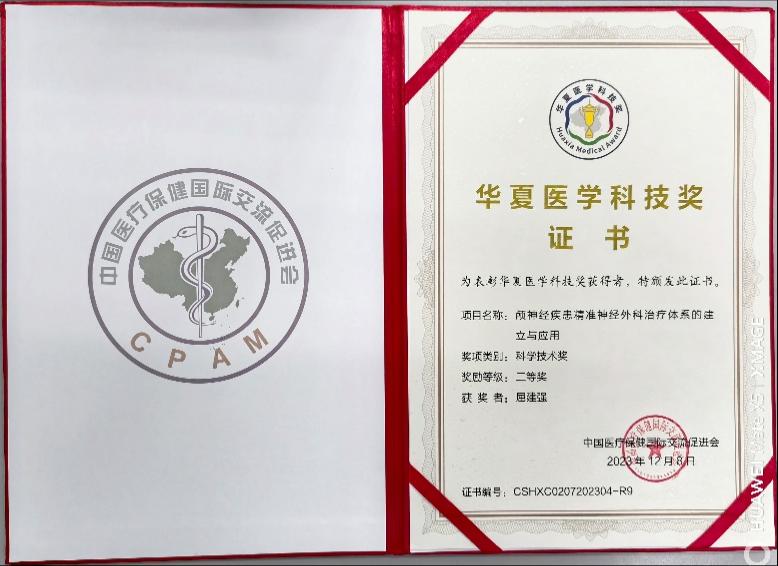 中国医疗保健国际交流促进会
CPAM
华夏医学科技奖
Huaxia Medical Award
华夏医学科技奖
证书
为表彰华夏医学科技奖获得者，特颁发此证书。
项目名称：颅神经疾患精准神经外科治疗体系的建
立与应用
奖项类别：科学技术奖
奖励等级：二等奖
获奖者：屈建强
中国医疗保健国际交流促进会
2023年12月8日
证书编号：CSHXC0207202304-R9
HUAWEI Mate X5 | XMAGE